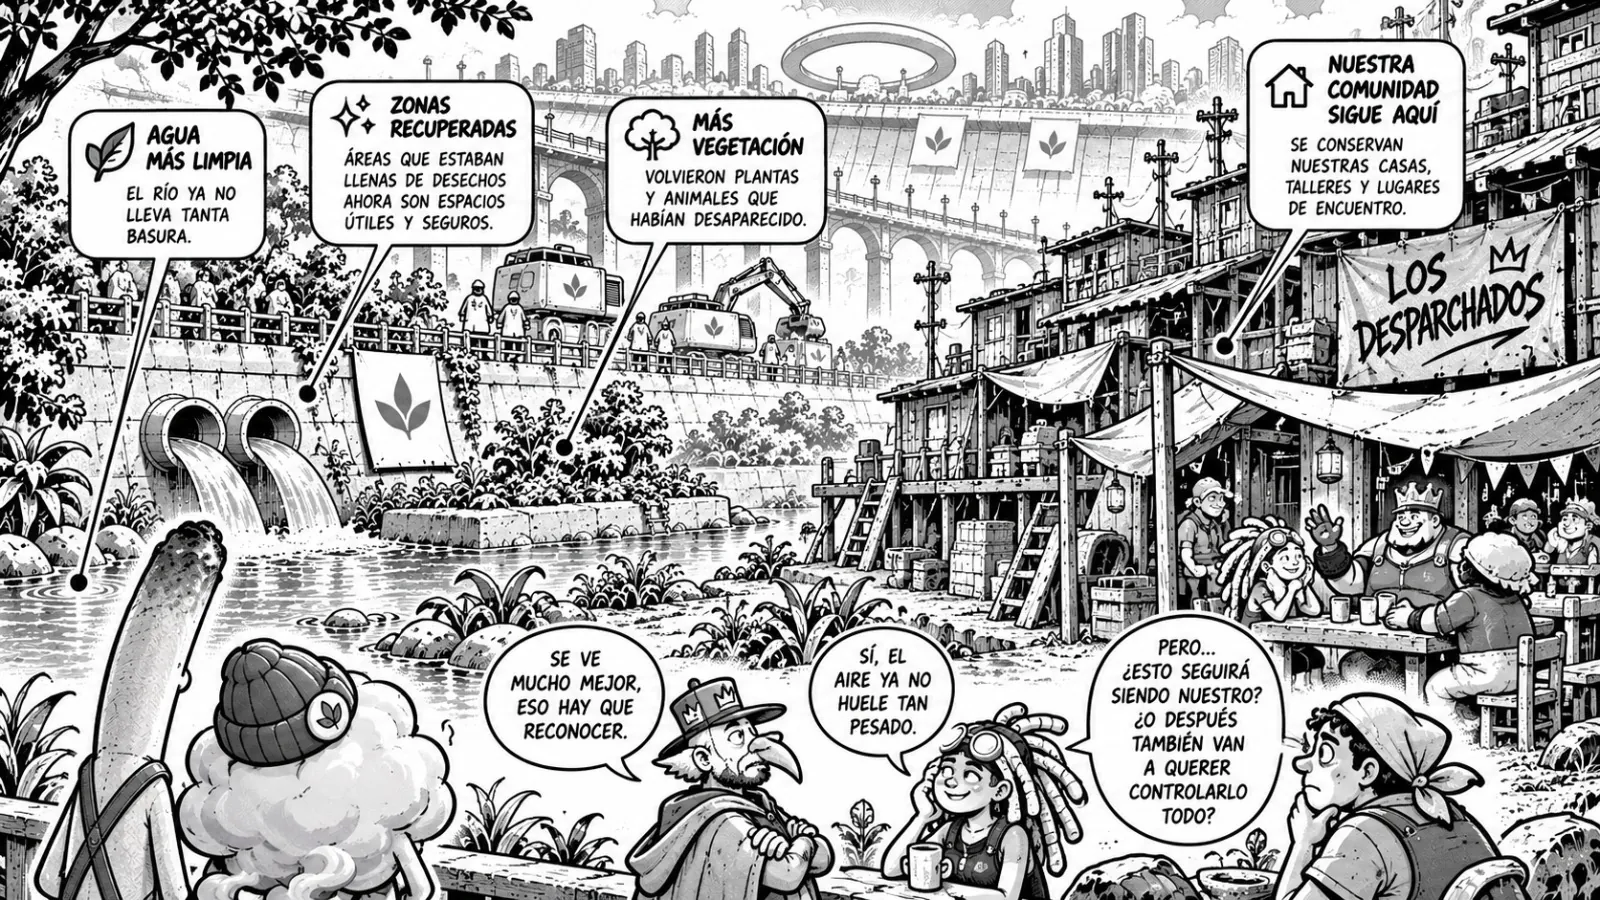 AGUA
MÁS LIMPIA
EL RÍO YA NO
LLEVA TANTA
BASURA.
ZONAS
RECUPERADAS
ÁREAS QUE ESTABAN
LLENAS DE DESECHOS
AHORA SON ESPACIOS
ÚTILES Y SEGUROS.
MÁS
VEGETACIÓN
VOLVIERON PLANTAS
Y ANIMALES QUE
HABÍAN DESAPARECIDO.
NUESTRA
COMUNIDAD
SIGUE AQUÍ
SE CONSERVAN
NUESTRAS CASAS,
TALLERES Y LUGARES
DE ENCUENTRO.
LOS
DESPARCHADOS
SE VE
MUCHO MEJOR,
ESO HAY QUE
RECONOCER.
SÍ, EL
AIRE YA NO
HUELE TAN
PESADO.
PERO...
¿ESTO SEGUIRÁ
SIENDO NUESTRO?
¿O DESPUÉS
TAMBIÉN VAN
A QUERER
CONTROLARLO
TODO?
?